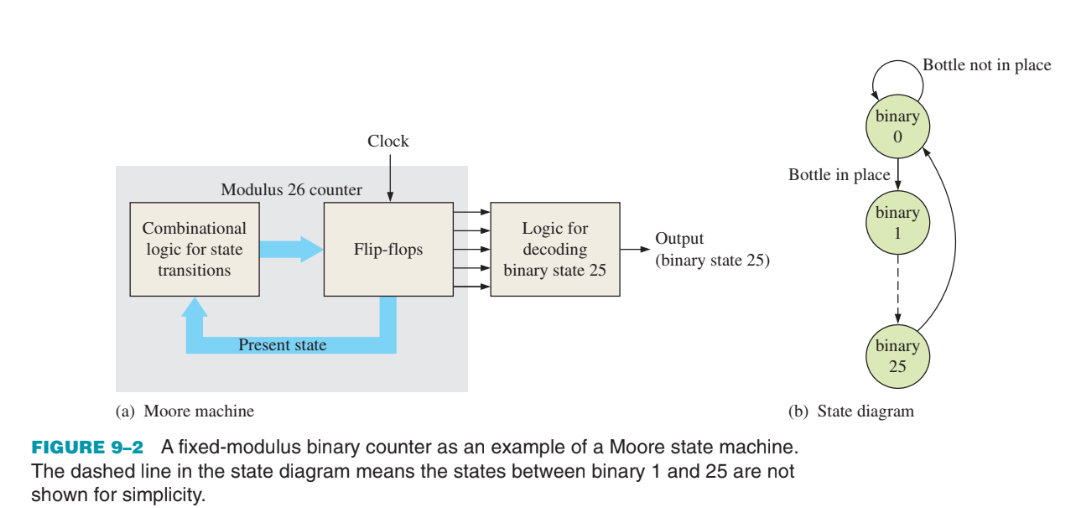 Clock
Modulus 26 counter
Combinational
logic for state
transitions
Flip-flops
Logic for
decoding
binary state 25
Output
(binary state 25)
Present state
(a) Moore machine
Bottle not in place
binary
0
Bottle in place
binary
1
binary
25
(b) State diagram
FIGURE 9–2 A fixed-modulus binary counter as an example of a Moore state machine.
The dashed line in the state diagram means the states between binary 1 and 25 are not
shown for simplicity.